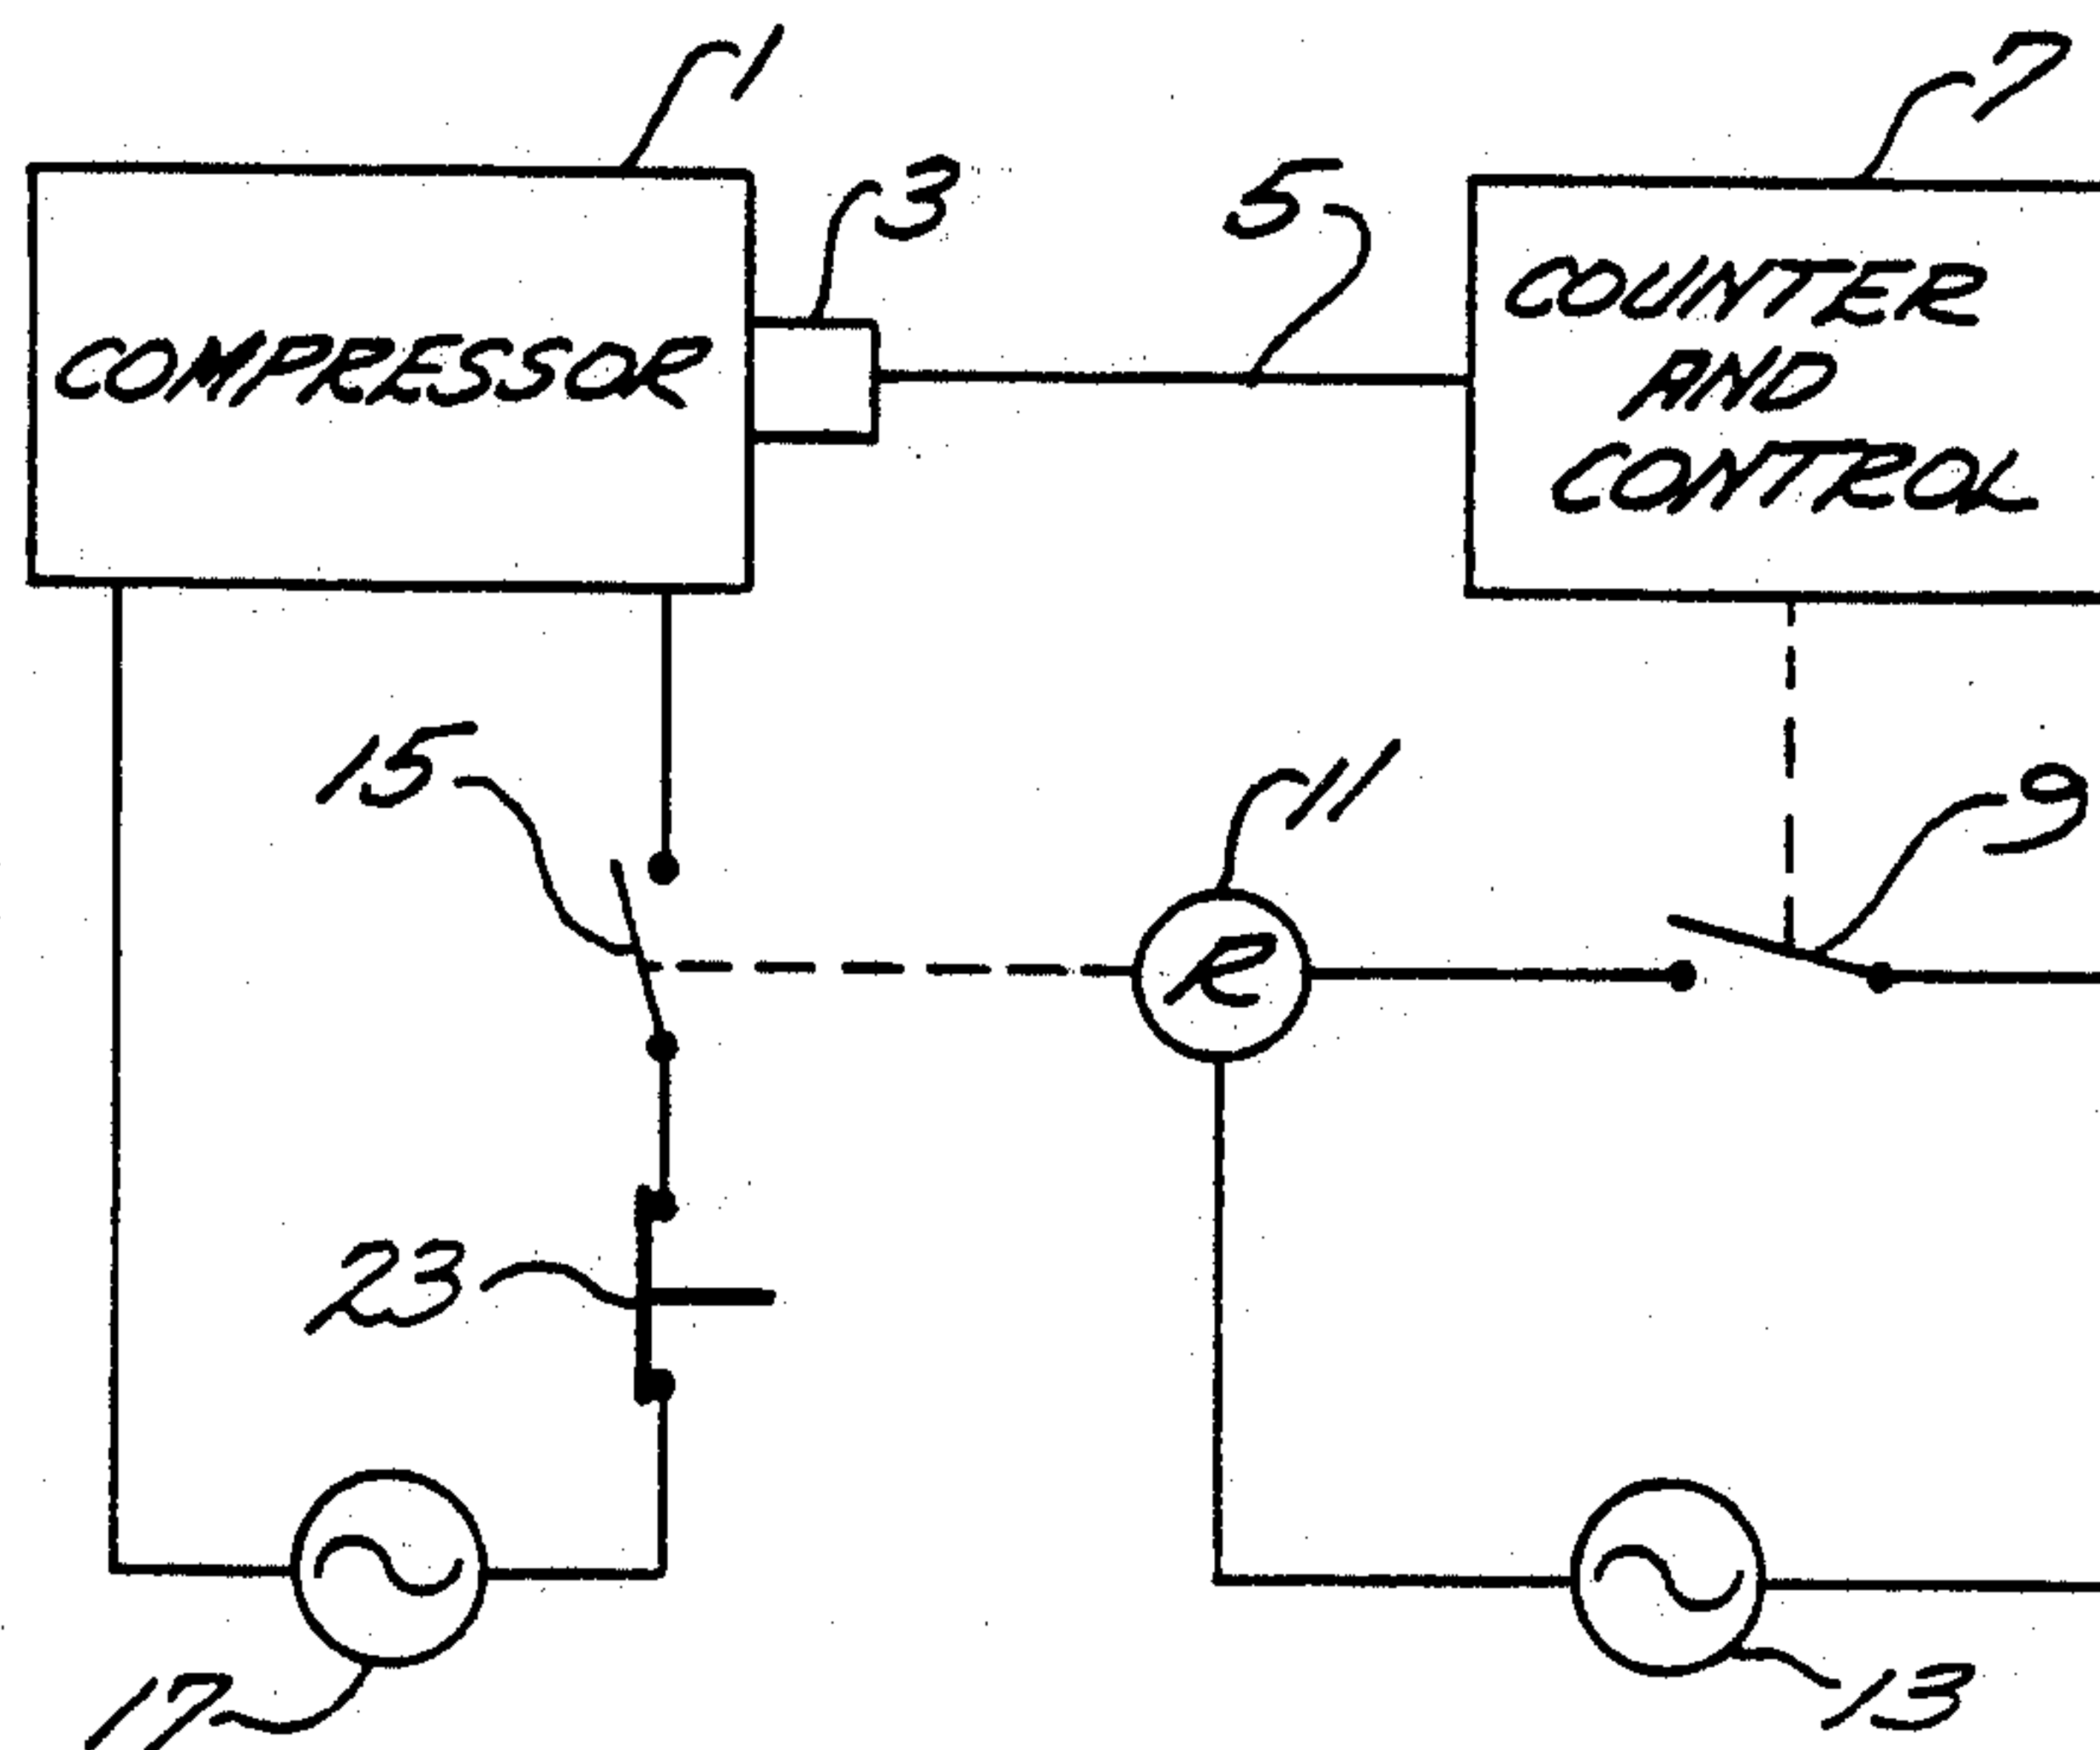 1
7
3
5
COMPRESSOR
COUNTER
AND
CONTROL
15
11
9
R
23
17
13